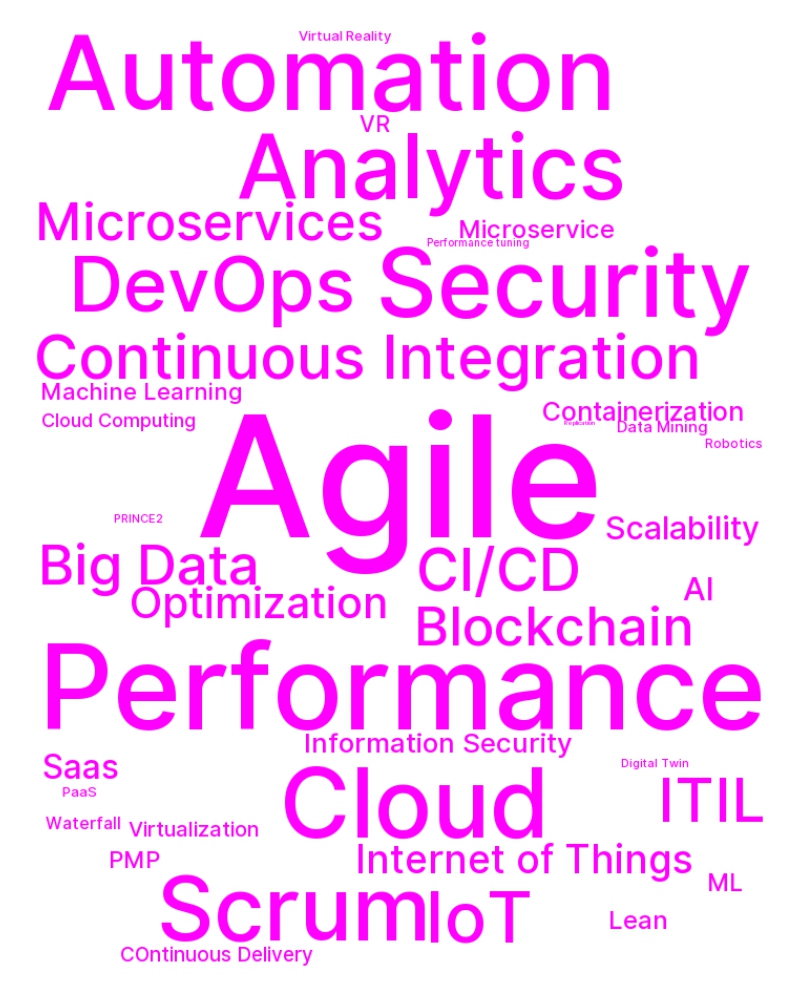 Virtual Reality
Automation
VR
Analytics
Microservices
Microservice
Performance tuning
DevOps
Security
Continuous Integration
Machine Learning
Containerization
Cloud Computing
Data Mining
Robotics
Agile
PRINCE2
Scalability
Big Data
CI/CD
AI
Optimization
Blockchain
Performance
Information Security
Saas
Digital Twin
PaaS
Cloud
ITIL
Waterfall
Virtualization
PMP
Internet of Things
ML
Scrum
IoT
Lean
COntinuous Delivery